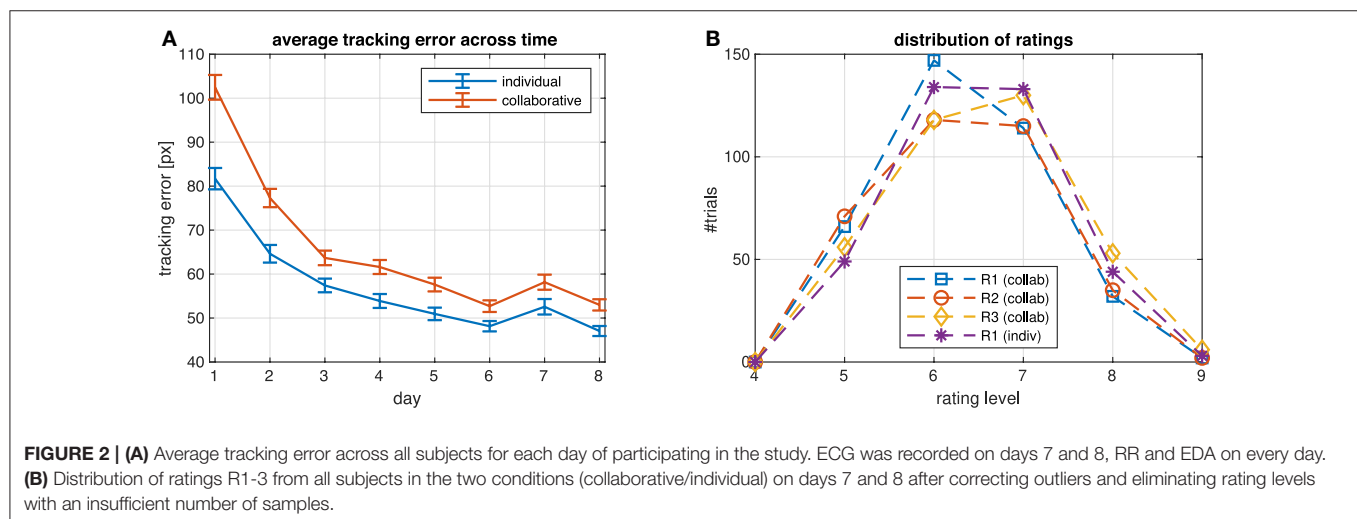 A
average tracking error across time
110
100
90
80
70
60
50
40
tracking error [px]
individual
collaborative
1 2 3 4 5 6 7 8
day
B
distribution of ratings
150
100
50
0
#trials
R1 (collab)
R2 (collab)
R3 (collab)
R1 (indiv)
4 5 6 7 8 9
rating level
FIGURE 2 | (A) Average tracking error across all subjects for each day of participating in the study. ECG was recorded on days 7 and 8, RR and EDA on every day.
(B) Distribution of ratings R1-3 from all subjects in the two conditions (collaborative/individual) on days 7 and 8 after correcting outliers and eliminating rating levels
with an insufficient number of samples.